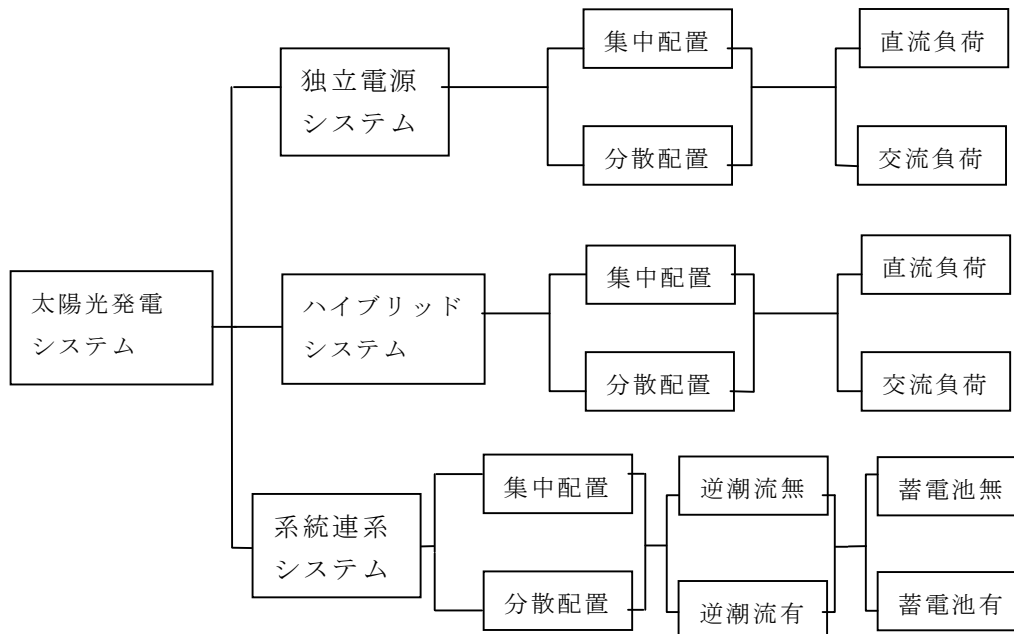 太陽光発電
システム
独立電源
システム
集中配置
分散配置
直流負荷
交流負荷
ハイブリッド
システム
集中配置
分散配置
直流負荷
交流負荷
系統連系
システム
集中配置
分散配置
逆潮流無
逆潮流有
蓄電池無
蓄電池有